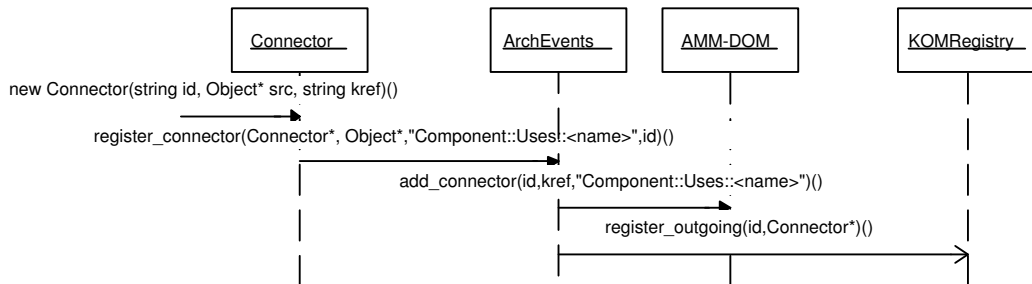 Connector
ArchEvents
AMM-DOM
KOMRegistry
new Connector(string id, Object* src, string kref)()
register_connector(Connector*, Object*,"Component::Uses::<name>",id)()
add_connector(id,kref,"Component::Uses::<name>")()
register_outgoing(id,Connector*)()